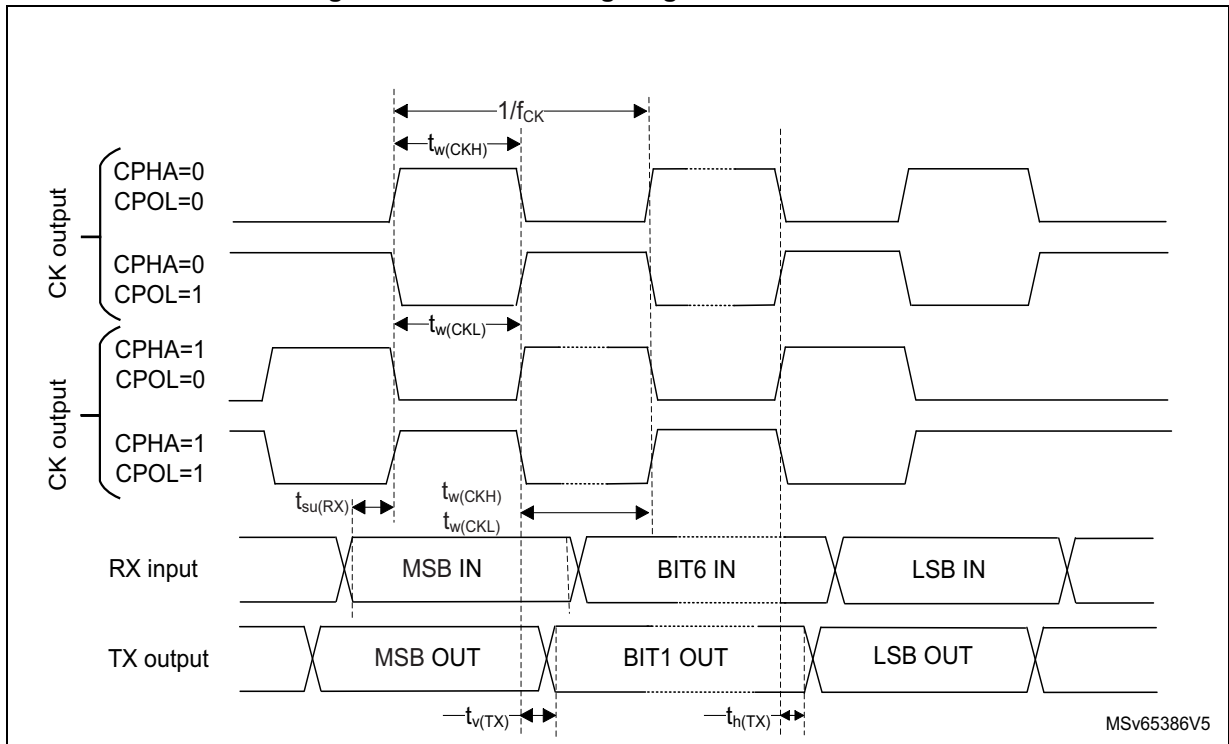 1/fCK
tw(CKH)
CPHA=0
CPOL=0
CK output
CPHA=0
CPOL=1
tw(CKL)
CPHA=1
CPOL=0
CK output
CPHA=1
CPOL=1
tsu(RX)
tw(CKH)
tw(CKL)
RX input
MSB IN
BIT6 IN
LSB IN
TX output
MSB OUT
BIT1 OUT
LSB OUT
tv(TX)
th(TX)
MSv65386V5